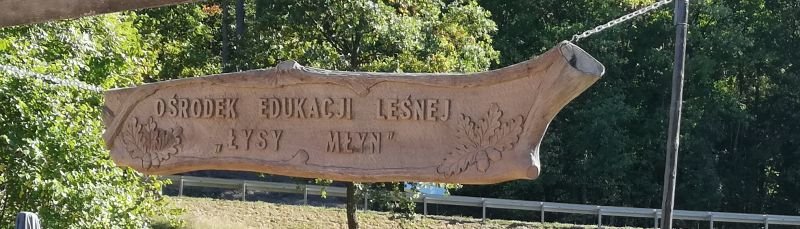 OŚRODEK EDUKACJI LEŚNEJ
„ŁYSY MŁYN”